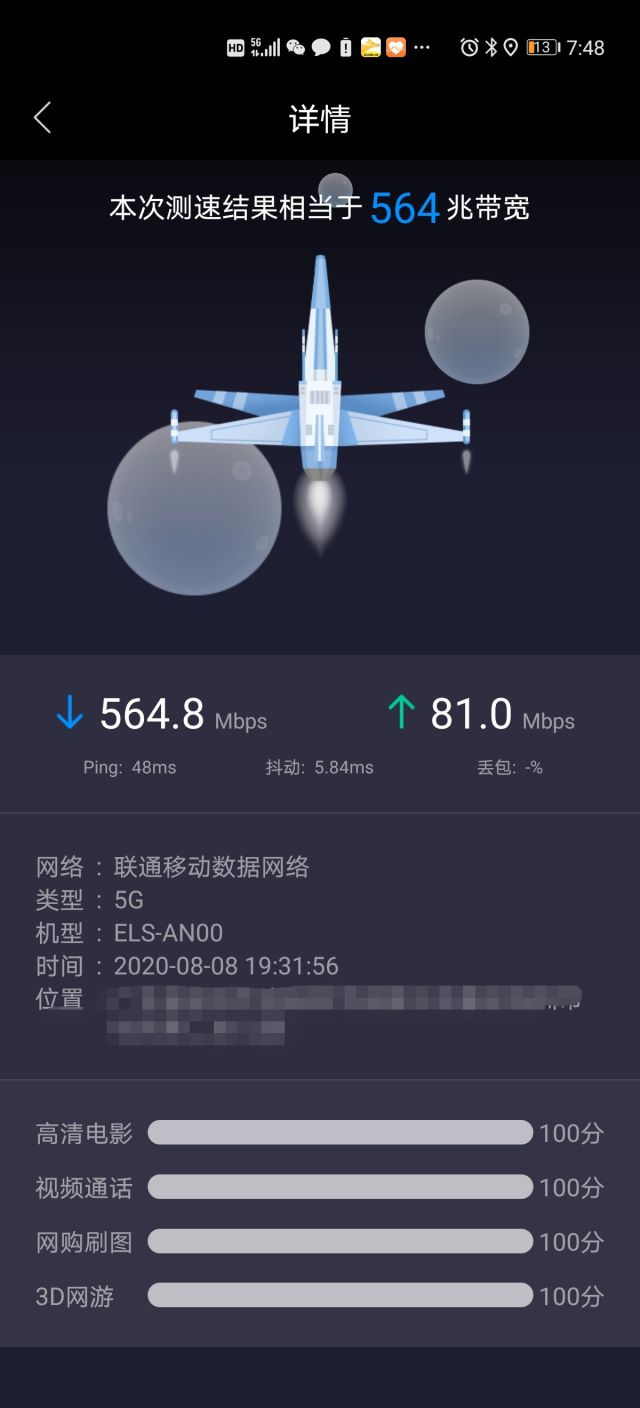 HD 5G 13 7:48
详情
本次测速结果相当于 564 兆带宽
564.8 Mbps 81.0 Mbps
Ping: 48ms 抖动: 5.84ms 丢包: -%
网络 : 联通移动数据网络
类型 : 5G
机型 : ELS-AN00
时间 : 2020-08-08 19:31:56
位置
高清电影 100分
视频通话 100分
网购刷图 100分
3D网游 100分